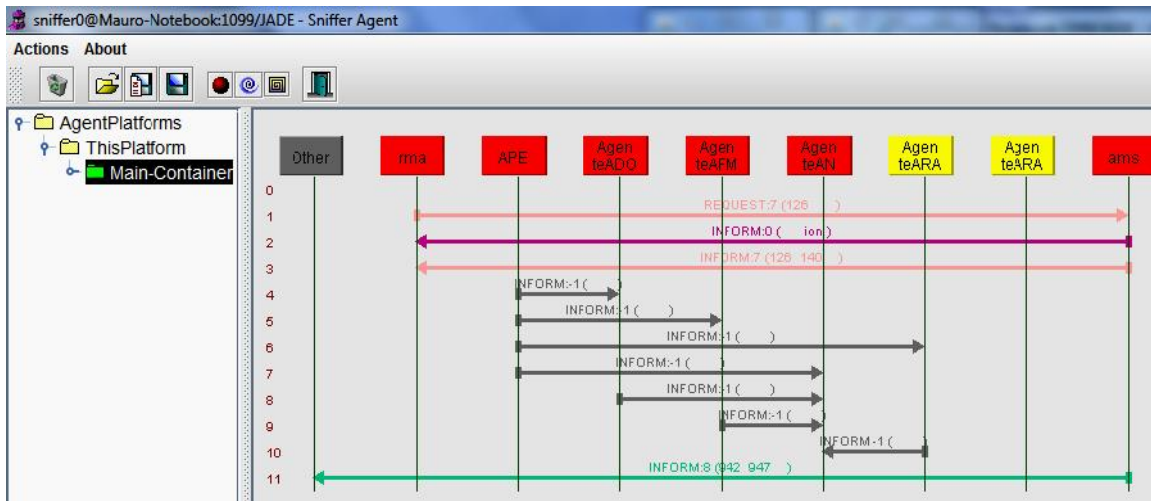 sniffer0@Mauro-Notebook:1099/JADE - Sniffer Agent
Actions About
AgentPlatforms
ThisPlatform
Main-Container
Other
rma
APE
Agen
teADO
Agen
teAFM
Agen
teAN
Agen
teARA
Agen
teARA
ams
0
1
REQUEST:7 (126 )
2
INFORM:0 ( ion )
3
INFORM:7 (126 140 )
4
INFORM:-1 ( )
5
INFORM:-1 ( )
6
INFORM:-1 ( )
7
INFORM:-1 ( )
8
INFORM:-1 ( )
9
INFORM:-1 ( )
10
INFORM-1 ( )
11
INFORM:8 (942 947 )